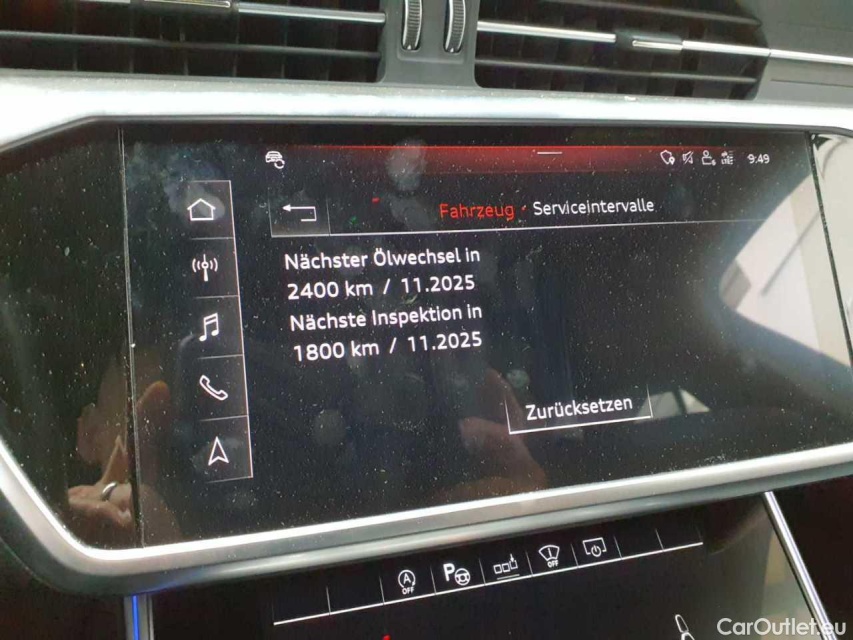 9:49
Fahrzeug · Serviceintervalle
Nächster Ölwechsel in
2400 km / 11.2025
Nächste Inspektion in
1800 km / 11.2025
Zurücksetzen
A
OFF
P
OFF
CarOutlet.eu